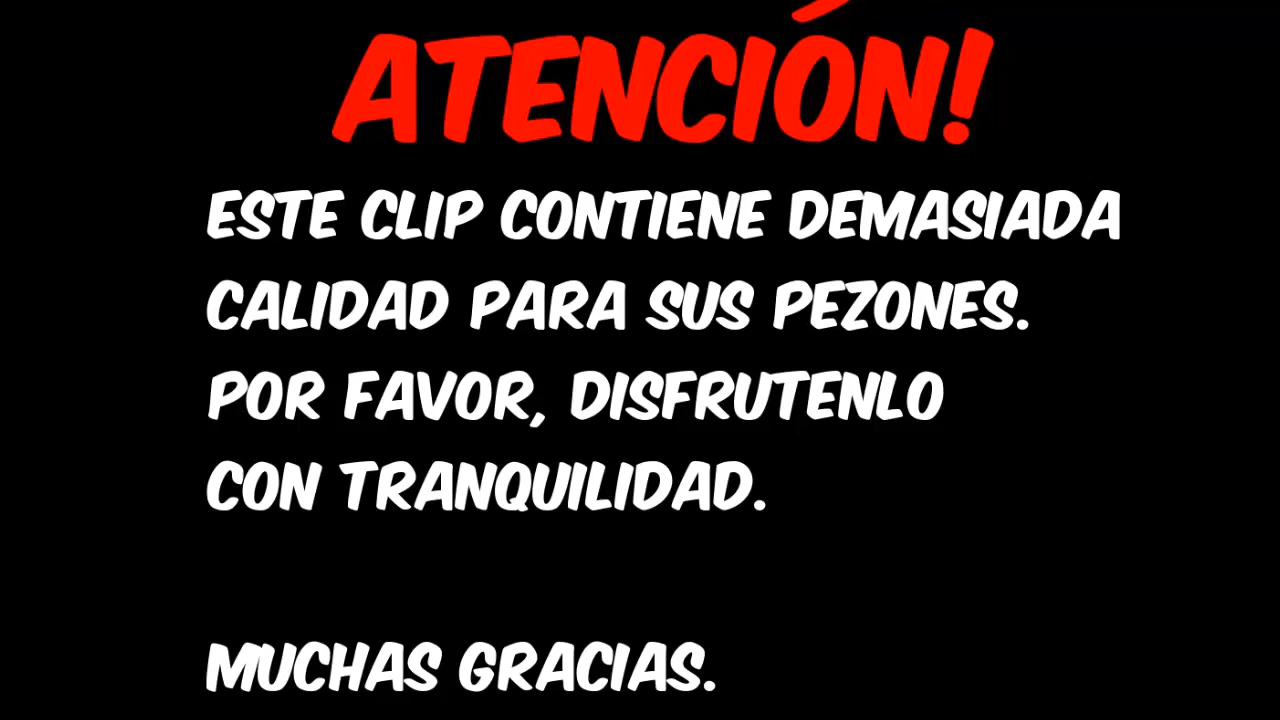 ATENCIÓN!
ESTE CLIP CONTIENE DEMASIADA
CALIDAD PARA SUS PEZONES.
POR FAVOR, DISFRUTENLO
CON TRANQUILIDAD.
MUCHAS GRACIAS.